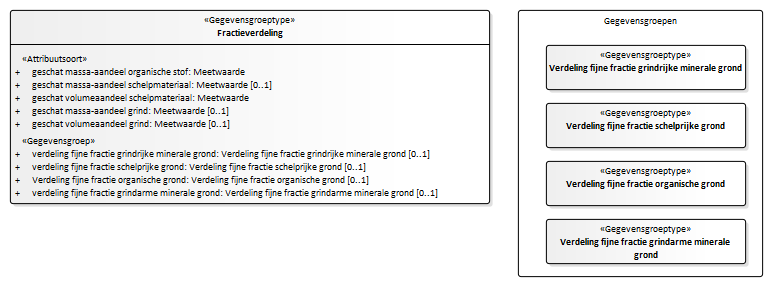 «Gegevensgroeptype»
Fractieverdeling
«Attribuutsoort»
+ geschat massa-aandeel organische stof: Meetwaarde
+ geschat massa-aandeel schelpmateriaal: Meetwaarde [0..1]
+ geschat volumeaandeel schelpmateriaal: Meetwaarde
+ geschat massa-aandeel grind: Meetwaarde [0..1]
+ geschat volumeaandeel grind: Meetwaarde [0..1]
«Gegevensgroep»
+ verdeling fijne fractie grindrijke minerale grond: Verdeling fijne fractie grindrijke minerale grond [0..1]
+ verdeling fijne fractie schelprijke grond: Verdeling fijne fractie schelprijke grond [0..1]
+ Verdeling fijne fractie organische grond: Verdeling fijne fractie organische grond [0..1]
+ verdeling fijne fractie grindarme minerale grond: Verdeling fijne fractie grindarme minerale grond [0..1]
Gegevensgroepen
«Gegevensgroeptype»
Verdeling fijne fractie grindrijke minerale grond
«Gegevensgroeptype»
Verdeling fijne fractie schelprijke grond
«Gegevensgroeptype»
Verdeling fijne fractie organische grond
«Gegevensgroeptype»
Verdeling fijne fractie grindarme minerale
grond